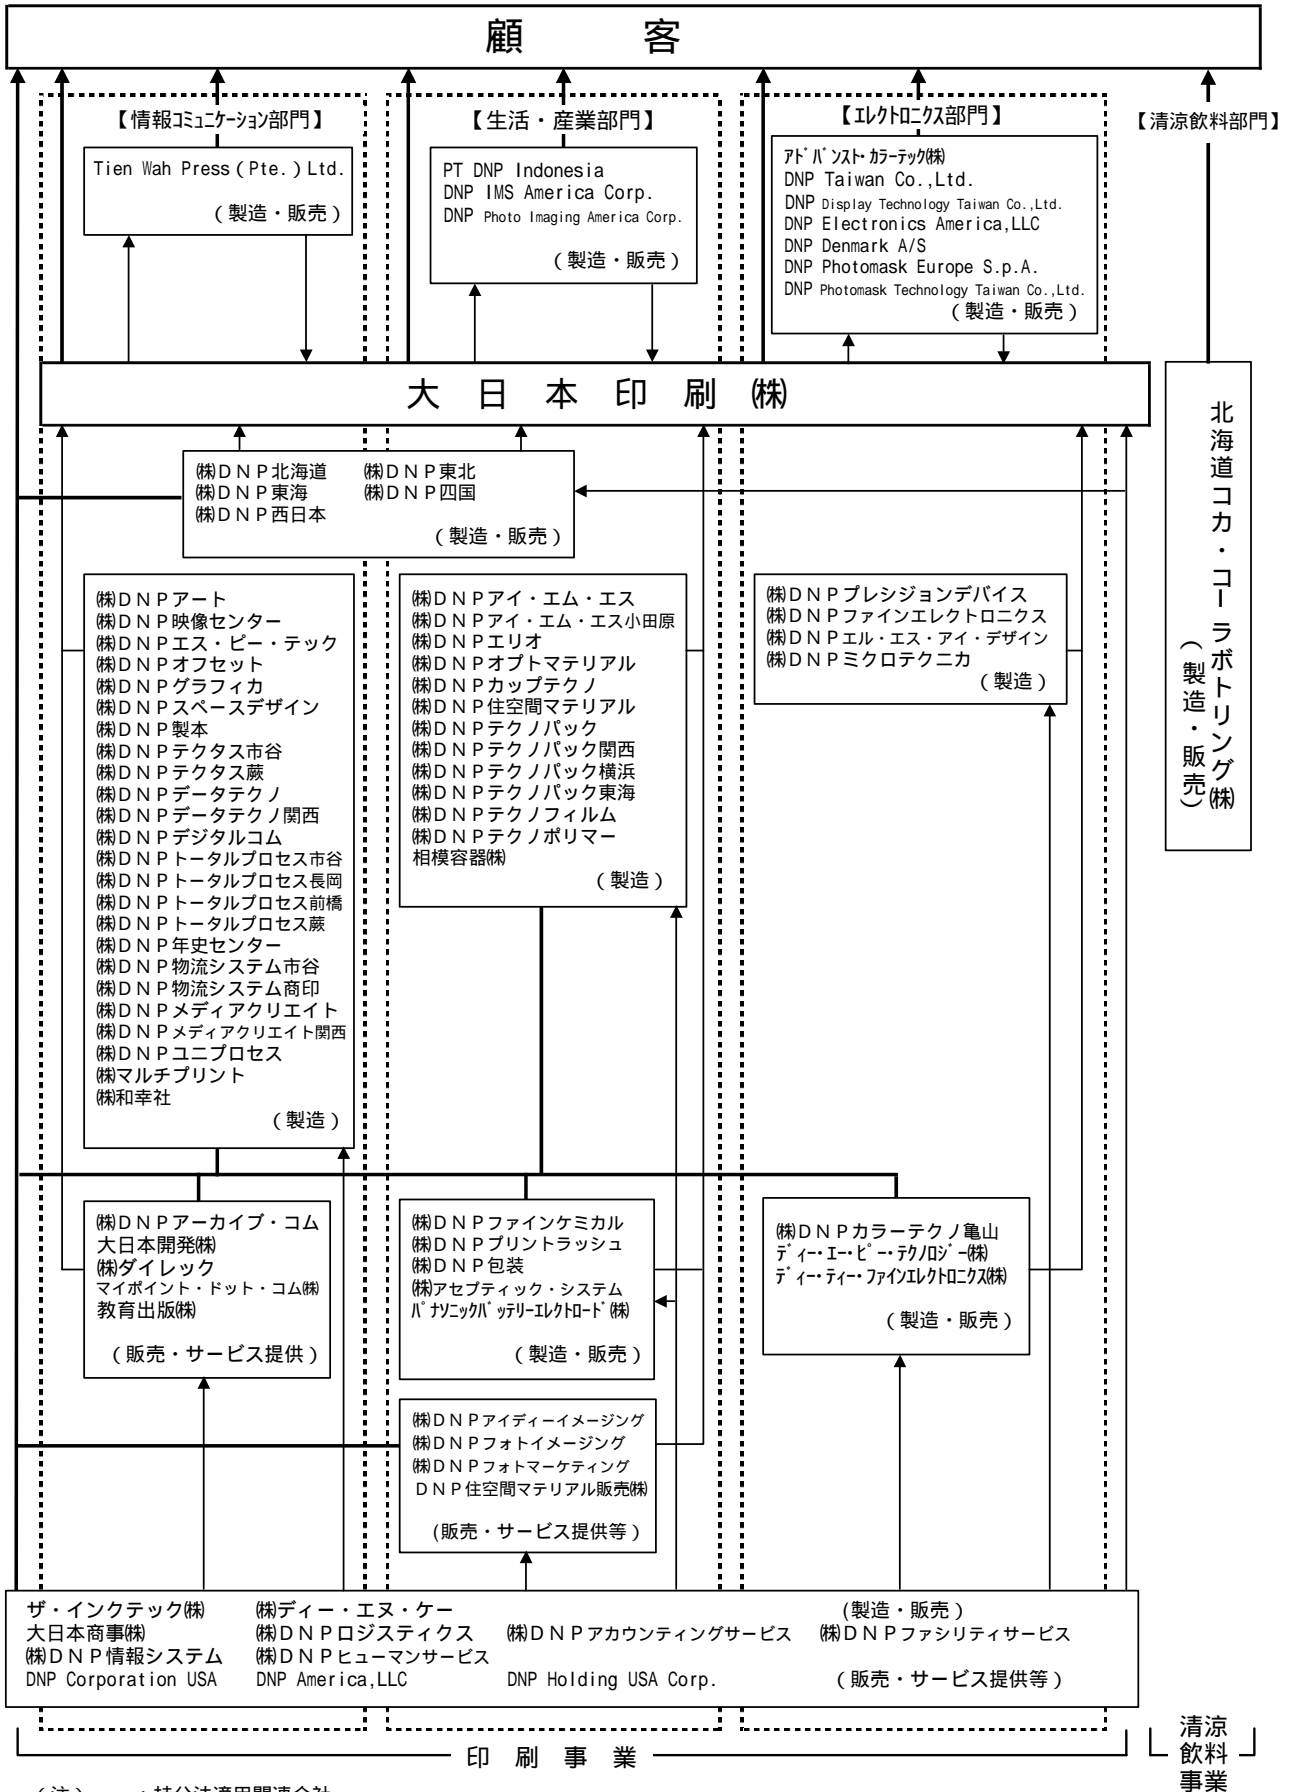 顧 客
【情報ｺﾐｭﾆｹｰｼｮﾝ部門】
【生活・産業部門】
【ｴﾚｸﾄﾛﾆｸｽ部門】
【清涼飲料部門】
Tien Wah Press（Pte.）Ltd.
（製造・販売）
PT DNP Indonesia
DNP IMS America Corp.
DNP Photo Imaging America Corp.
（製造・販売）
ｱﾄﾞﾊﾞﾝｽﾄ･ｶﾗｰﾃｯｸ㈱
DNP Taiwan Co.,Ltd.
DNP Display Technology Taiwan Co.,Ltd.
DNP Electronics America,LLC
DNP Denmark A/S
DNP Photomask Europe S.p.A.
DNP Photomask Technology Taiwan Co.,Ltd.
（製造・販売）
大 日 本 印 刷 ㈱
北海道コカ・コーラボトリング㈱
（製造・販売）
㈱ＤＮＰ北海道 ㈱ＤＮＰ東北
㈱ＤＮＰ東海 ㈱ＤＮＰ四国
㈱ＤＮＰ西日本
（製造・販売）
㈱ＤＮＰアート
㈱ＤＮＰ映像センター
㈱ＤＮＰエス・ピー・テック
㈱ＤＮＰオフセット
㈱ＤＮＰグラフィカ
㈱ＤＮＰスペースデザイン
㈱ＤＮＰ製本
㈱ＤＮＰテクタス市谷
㈱ＤＮＰテクタス蕨
㈱ＤＮＰデータテクノ
㈱ＤＮＰデータテクノ関西
㈱ＤＮＰデジタルコム
㈱ＤＮＰトータルプロセス市谷
㈱ＤＮＰトータルプロセス長岡
㈱ＤＮＰトータルプロセス前橋
㈱ＤＮＰトータルプロセス蕨
㈱ＤＮＰ年史センター
㈱ＤＮＰ物流システム市谷
㈱ＤＮＰ物流システム商印
㈱ＤＮＰメディアクリエイト
㈱ＤＮＰメディアクリエイト関西
㈱ＤＮＰユニプロセス
㈱マルチプリント
㈱和幸社
（製造）
㈱ＤＮＰアイ・エム・エス
㈱ＤＮＰアイ・エム・エス小田原
㈱ＤＮＰエリオ
㈱ＤＮＰオプトマテリアル
㈱ＤＮＰカップテクノ
㈱ＤＮＰ住空間マテリアル
㈱ＤＮＰテクノパック
㈱ＤＮＰテクノパック関西
㈱ＤＮＰテクノパック横浜
㈱ＤＮＰテクノパック東海
㈱ＤＮＰテクノフィルム
㈱ＤＮＰテクノポリマー
相模容器㈱
（製造）
㈱ＤＮＰプレシジョンデバイス
㈱ＤＮＰファインエレクトロニクス
㈱ＤＮＰエル・エス・アイ・デザイン
㈱ＤＮＰミクロテクニカ
（製造）
㈱ＤＮＰアーカイブ・コム
大日本開発㈱
㈱ダイレック
マイポイント・ドット・コム㈱
教育出版㈱
（販売・サービス提供）
㈱ＤＮＰファインケミカル
㈱ＤＮＰプリントラッシュ
㈱ＤＮＰ包装
㈱アセプティック・システム
ﾊﾟﾅｿﾆｯｸﾊﾞｯﾃﾘｰｴﾚｸﾄﾛｰﾄﾞ㈱
（製造・販売）
㈱ＤＮＰカラーテクノ亀山
ﾃﾞｨｰ･ｴｰ･ﾋﾟｰ･ﾃｸﾉﾛｼﾞｰ㈱
ﾃﾞｨｰ･ﾃｨｰ･ﾌｧｲﾝｴﾚｸﾄﾛﾆｸｽ㈱
（製造・販売）
㈱ＤＮＰアイディーイメージング
㈱ＤＮＰフォトイメージング
㈱ＤＮＰフォトマーケティング
ＤＮＰ住空間マテリアル販売㈱
（販売・サービス提供等）
ザ・インクテック㈱ ㈱ディー・エヌ・ケー （製造・販売）
大日本商事㈱ ㈱ＤＮＰロジスティクス ㈱ＤＮＰアカウンティングサービス ㈱ＤＮＰファシリティサービス
㈱ＤＮＰ情報システム ㈱ＤＮＰヒューマンサービス
DNP Corporation USA DNP America,LLC DNP Holding USA Corp. （販売・サービス提供等）
印 刷 事 業
清涼
飲料
事業